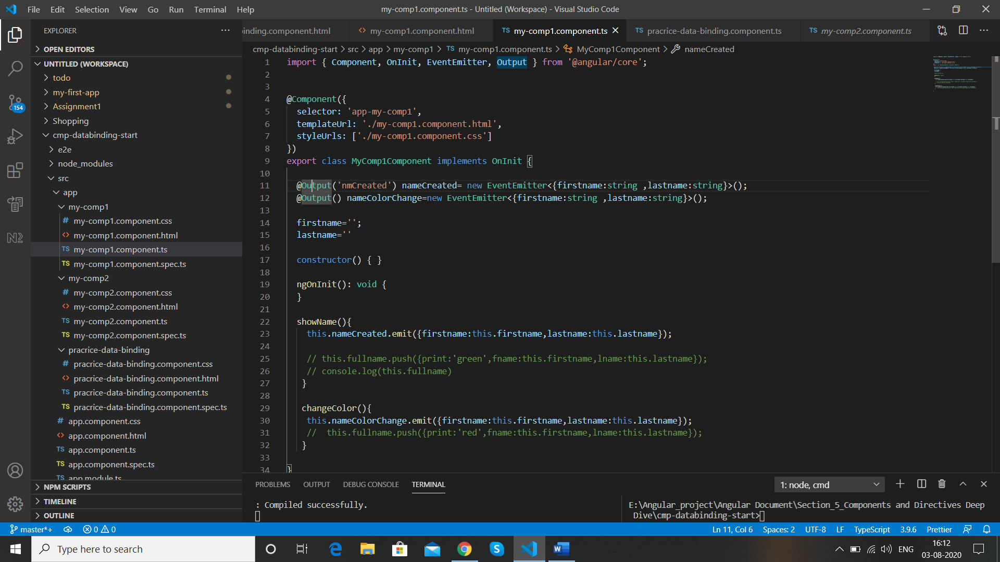 File Edit Selection View Go Run Terminal Help
my-comp1.component.ts - Untitled (Workspace) - Visual Studio Code
EXPLORER
OPEN EDITORS
UNTITLED (WORKSPACE)
todo
my-first-app
154
Assignment1
Shopping
cmp-databinding-start
e2e
node_modules
src
app
my-comp1
# my-comp1.component.css
<> my-comp1.component.html
TS my-comp1.component.ts
TS my-comp1.component.spec.ts
my-comp2
# my-comp2.component.css
<> my-comp2.component.html
TS my-comp2.component.ts
TS my-comp2.component.spec.ts
pracrice-data-binding
# pracrice-data-binding.component.css
<> pracrice-data-binding.component.html
TS pracrice-data-binding.component.ts
TS pracrice-data-binding.component.spec.ts
# app.component.css
<> app.component.html
TS app.component.ts
TS app.component.spec.ts
TS app.module.ts
NPM SCRIPTS
TIMELINE
OUTLINE
inding.component.html <> my-comp1.component.html TS my-comp1.component.ts TS pracrice-data-binding.component.ts TS my-comp2.component.ts
cmp-databinding-start > src > app > my-comp1 > TS my-comp1.component.ts > MyComp1Component > nameCreated
1 import { Component, OnInit, EventEmitter, Output } from '@angular/core';
2
3
4 @Component({
5 selector: 'app-my-comp1',
6 templateUrl: './my-comp1.component.html',
7 styleUrls: ['./my-comp1.component.css']
8 })
9 export class MyComp1Component implements OnInit {
10
11 @Output('nmCreated') nameCreated= new EventEmitter<{firstname:string ,lastname:string}>();
12 @Output() nameColorChange=new EventEmitter<{firstname:string ,lastname:string}>();
13
14 firstname='';
15 lastname=''
16
17 constructor() { }
18
19 ngOnInit(): void {
20 }
21
22 showName(){
23 this.nameCreated.emit({firstname:this.firstname,lastname:this.lastname});
24
25 // this.fullname.push({print:'green',fname:this.firstname,lname:this.lastname});
26 // console.log(this.fullname)
27 }
28
29 changeColor(){
30 this.nameColorChange.emit({firstname:this.firstname,lastname:this.lastname});
31 //  this.fullname.push({print:'red',fname:this.firstname,lname:this.lastname});
32 }
33
34 }
PROBLEMS OUTPUT DEBUG CONSOLE TERMINAL 1: node, cmd
: Compiled successfully.
E:\Angular_project\Angular Document\Section_5_Components and Directives Deep
Dive\cmp-databinding-start>
master*+ 0 0 Ln 11, Col 6 Spaces: 2 UTF-8 LF TypeScript 3.9.6 Prettier
Type here to search
ENG
16:12
03-08-2020